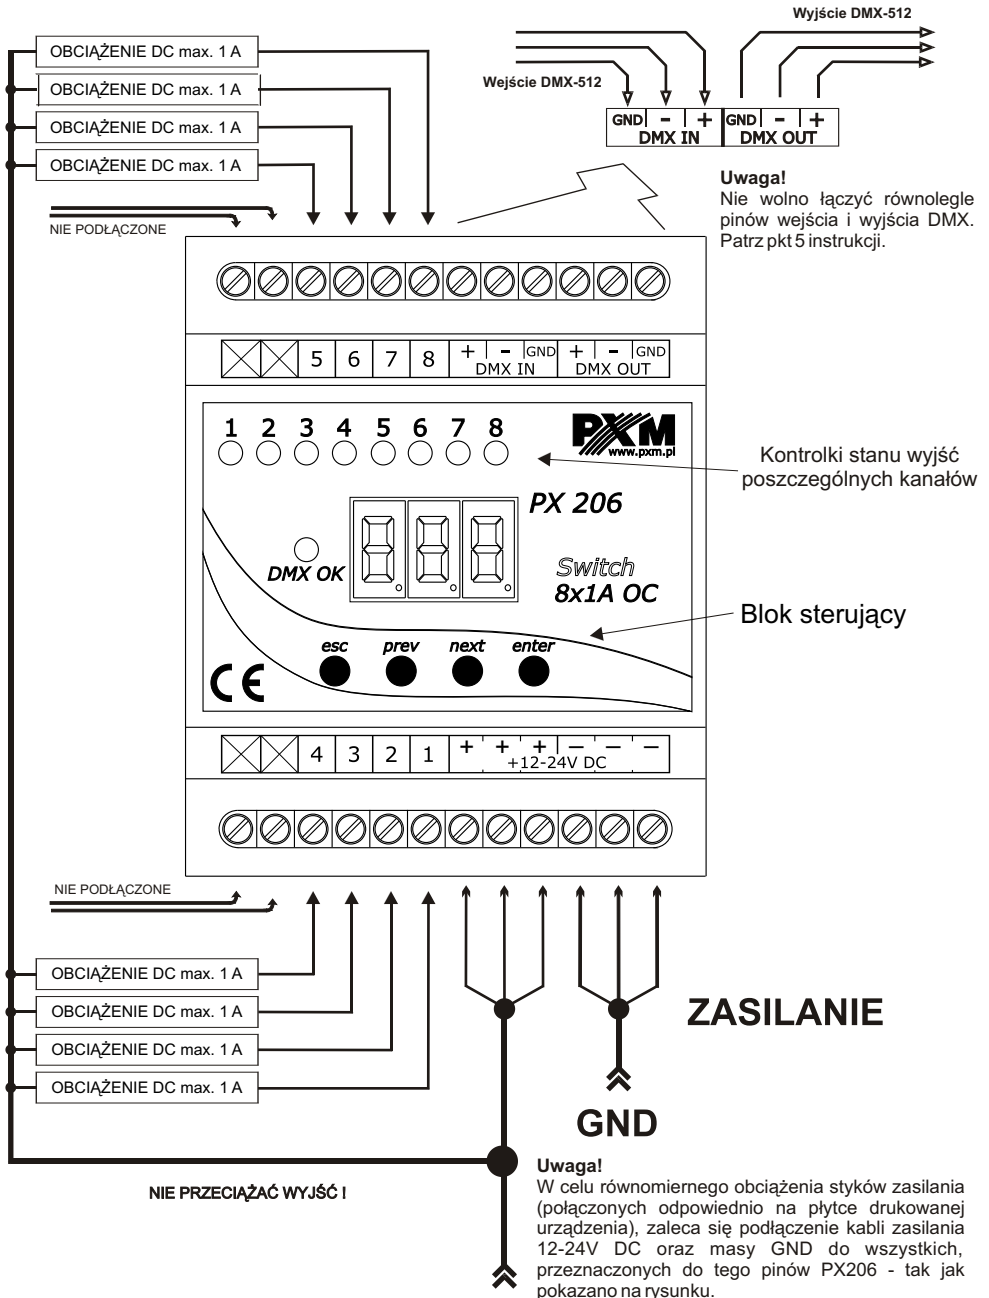 Wyjście DMX-512
OBCIĄŻENIE DC max. 1 A
OBCIĄŻENIE DC max. 1 A
OBCIĄŻENIE DC max. 1 A
OBCIĄŻENIE DC max. 1 A
Wejście DMX-512
GND - + GND - +
DMX IN DMX OUT
Uwaga!
Nie wolno łączyć równolegle
pinów wejścia i wyjścia DMX.
Patrz pkt 5 instrukcji.
NIE PODŁĄCZONE
5 6 7 8 + - GND + - GND
DMX IN DMX OUT
1 2 3 4 5 6 7 8
PXM
www.pxm.pl
Kontrolki stanu wyjść
poszczególnych kanałów
PX 206
8.8.8.
DMX OK
Switch
8x1A OC
Blok sterujący
esc prev next enter
CE
4 3 2 1 + + + - - -
+12-24V DC
NIE PODŁĄCZONE
OBCIĄŻENIE DC max. 1 A
OBCIĄŻENIE DC max. 1 A
OBCIĄŻENIE DC max. 1 A
OBCIĄŻENIE DC max. 1 A
ZASILANIE
GND
NIE PRZECIĄŻAĆ WYJŚĆ !
Uwaga!
W celu równomiernego obciążenia styków zasilania
(połączonych odpowiednio na płytce drukowanej
urządzenia), zaleca się podłączenie kabli zasilania
12-24V DC oraz masy GND do wszystkich,
przeznaczonych do tego pinów PX206 - tak jak
pokazano na rysunku.